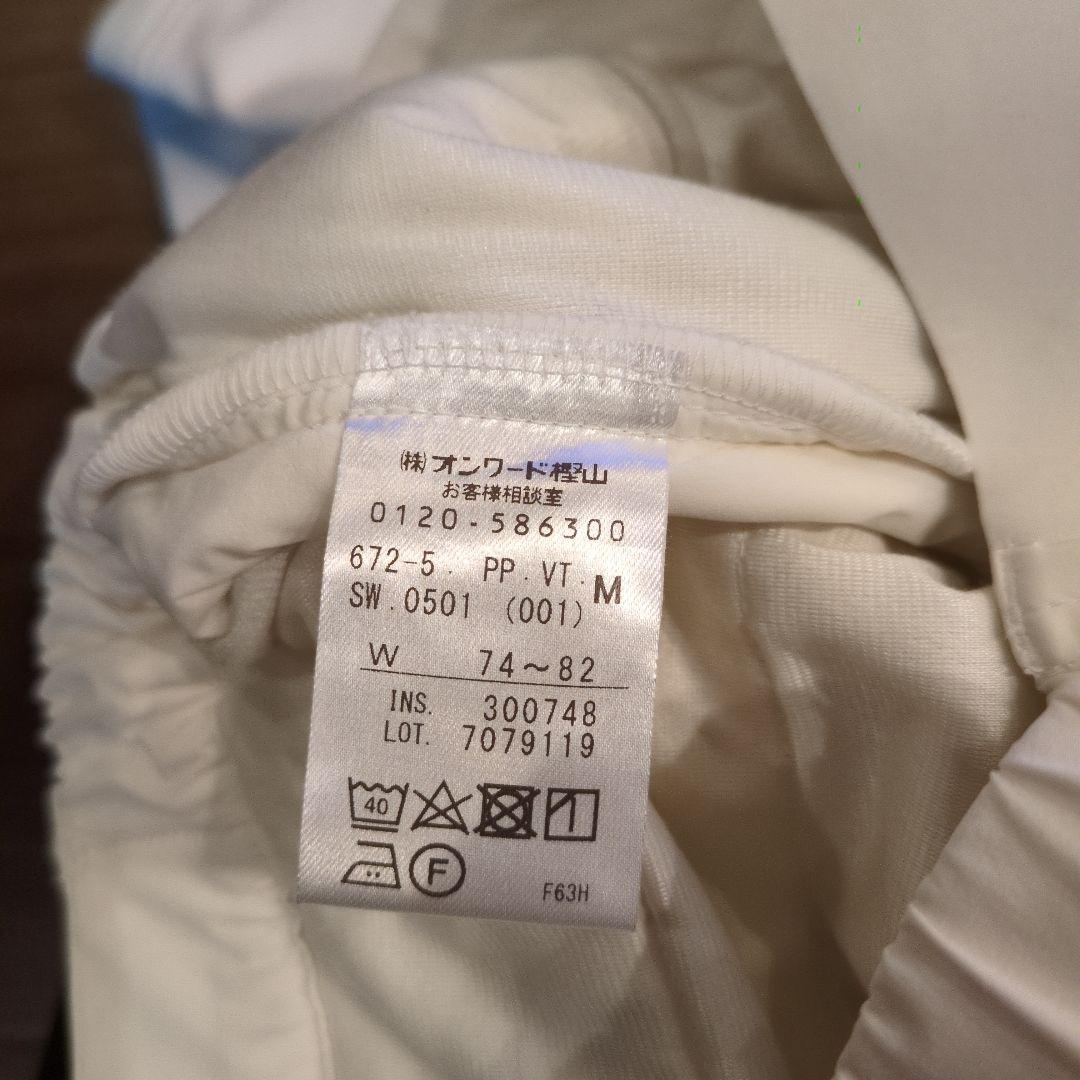 (株)オンワード樫山
お客様相談室
0120-586300
672-5. PP.VT. M
SW.0501 (001)
W 74〜82
INS. 300748
LOT. 7079119
40
F
F63H